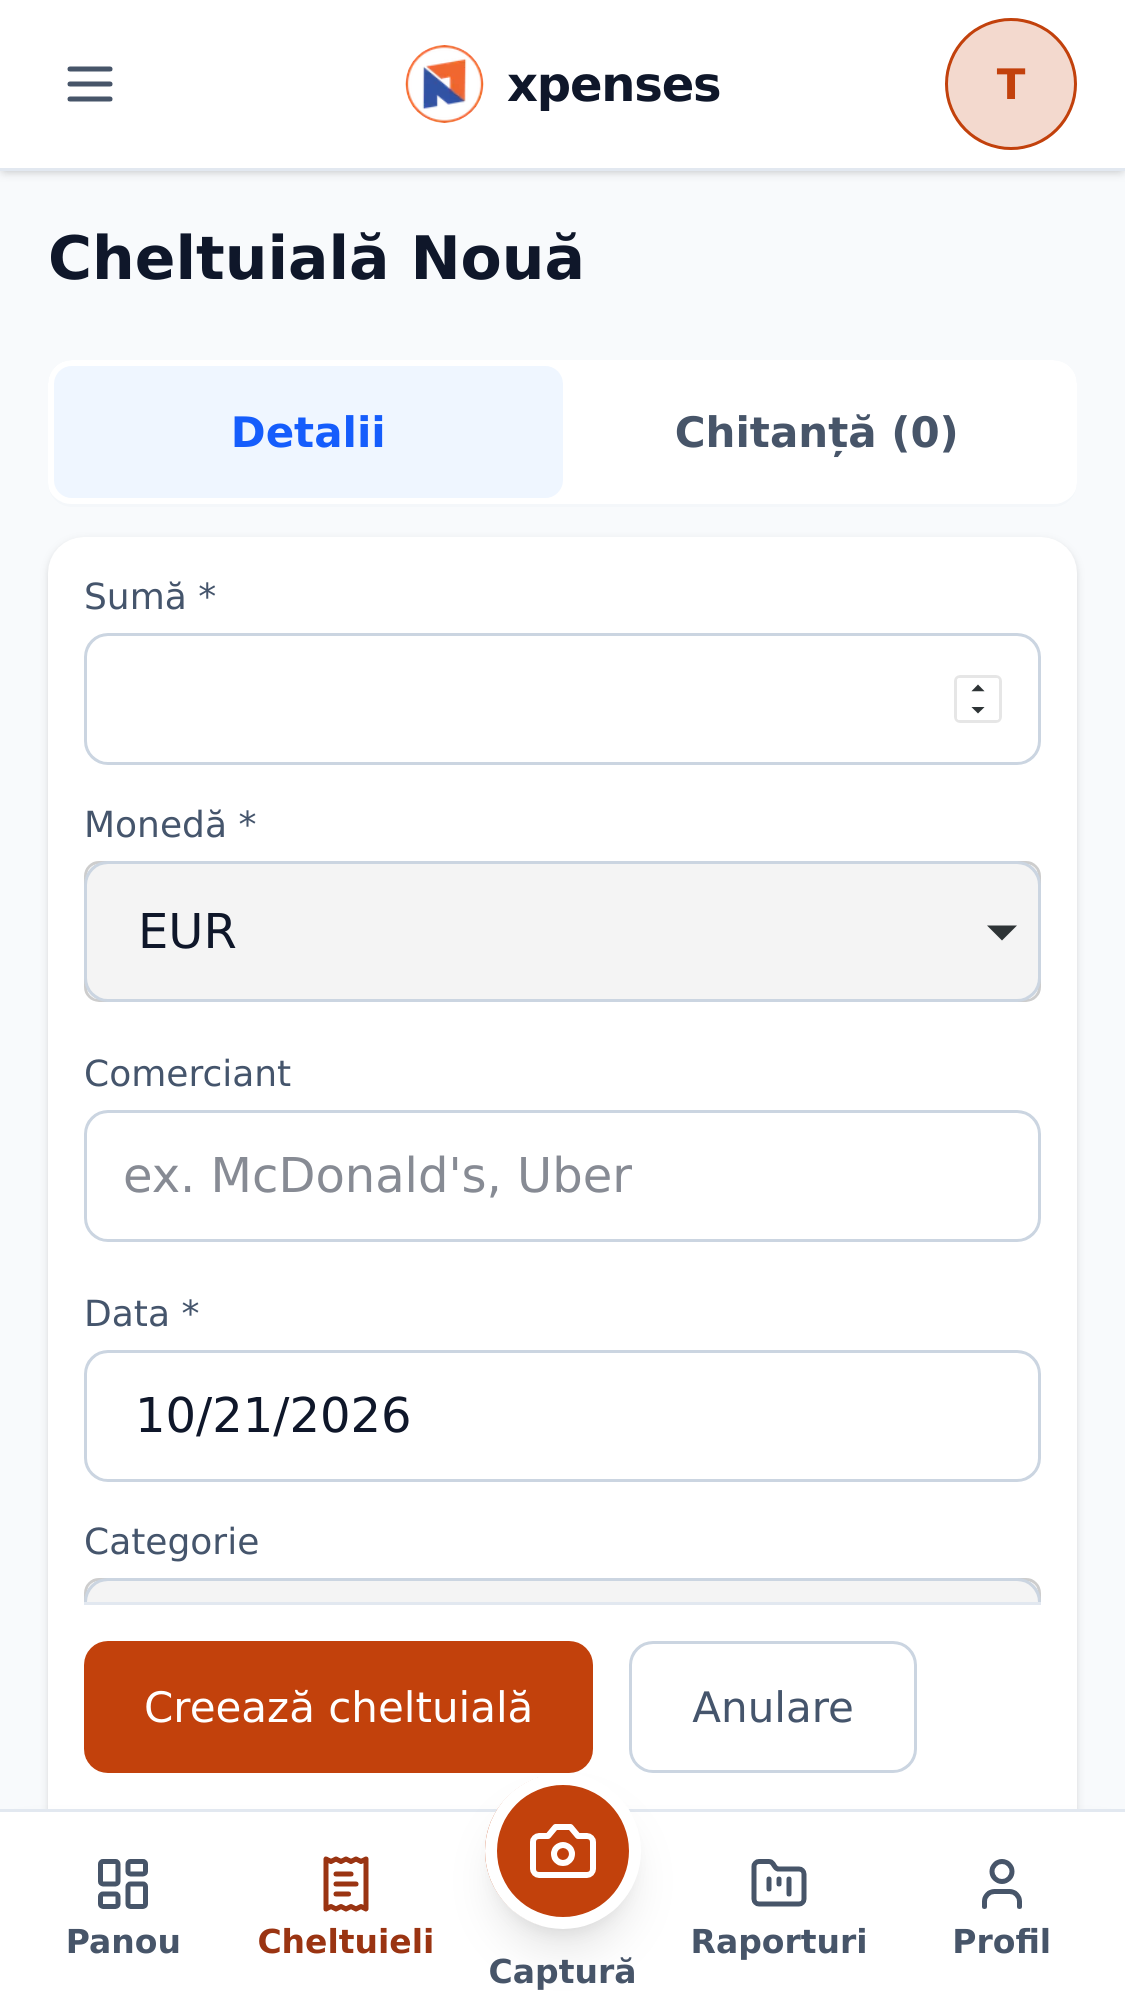 xpenses
T
Cheltuială Nouă
Detalii
Chitanță (0)
Sumă *
Monedă *
EUR
Comerciant
ex. McDonald's, Uber
Data *
10/21/2026
Categorie
Creează cheltuială
Anulare
Panou
Cheltuieli
Captură
Raporturi
Profil